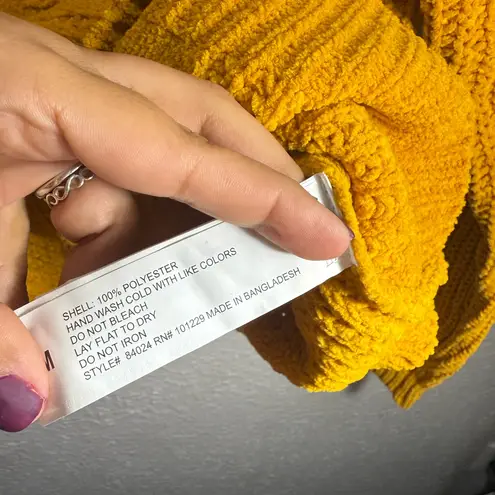 SHELL: 100% POLYESTER
HAND WASH COLD WITH LIKE COLORS
DO NOT BLEACH
LAY FLAT TO DRY
DO NOT IRON
STYLE# 84024 RN# 101229 MADE IN BANGLADESH
M